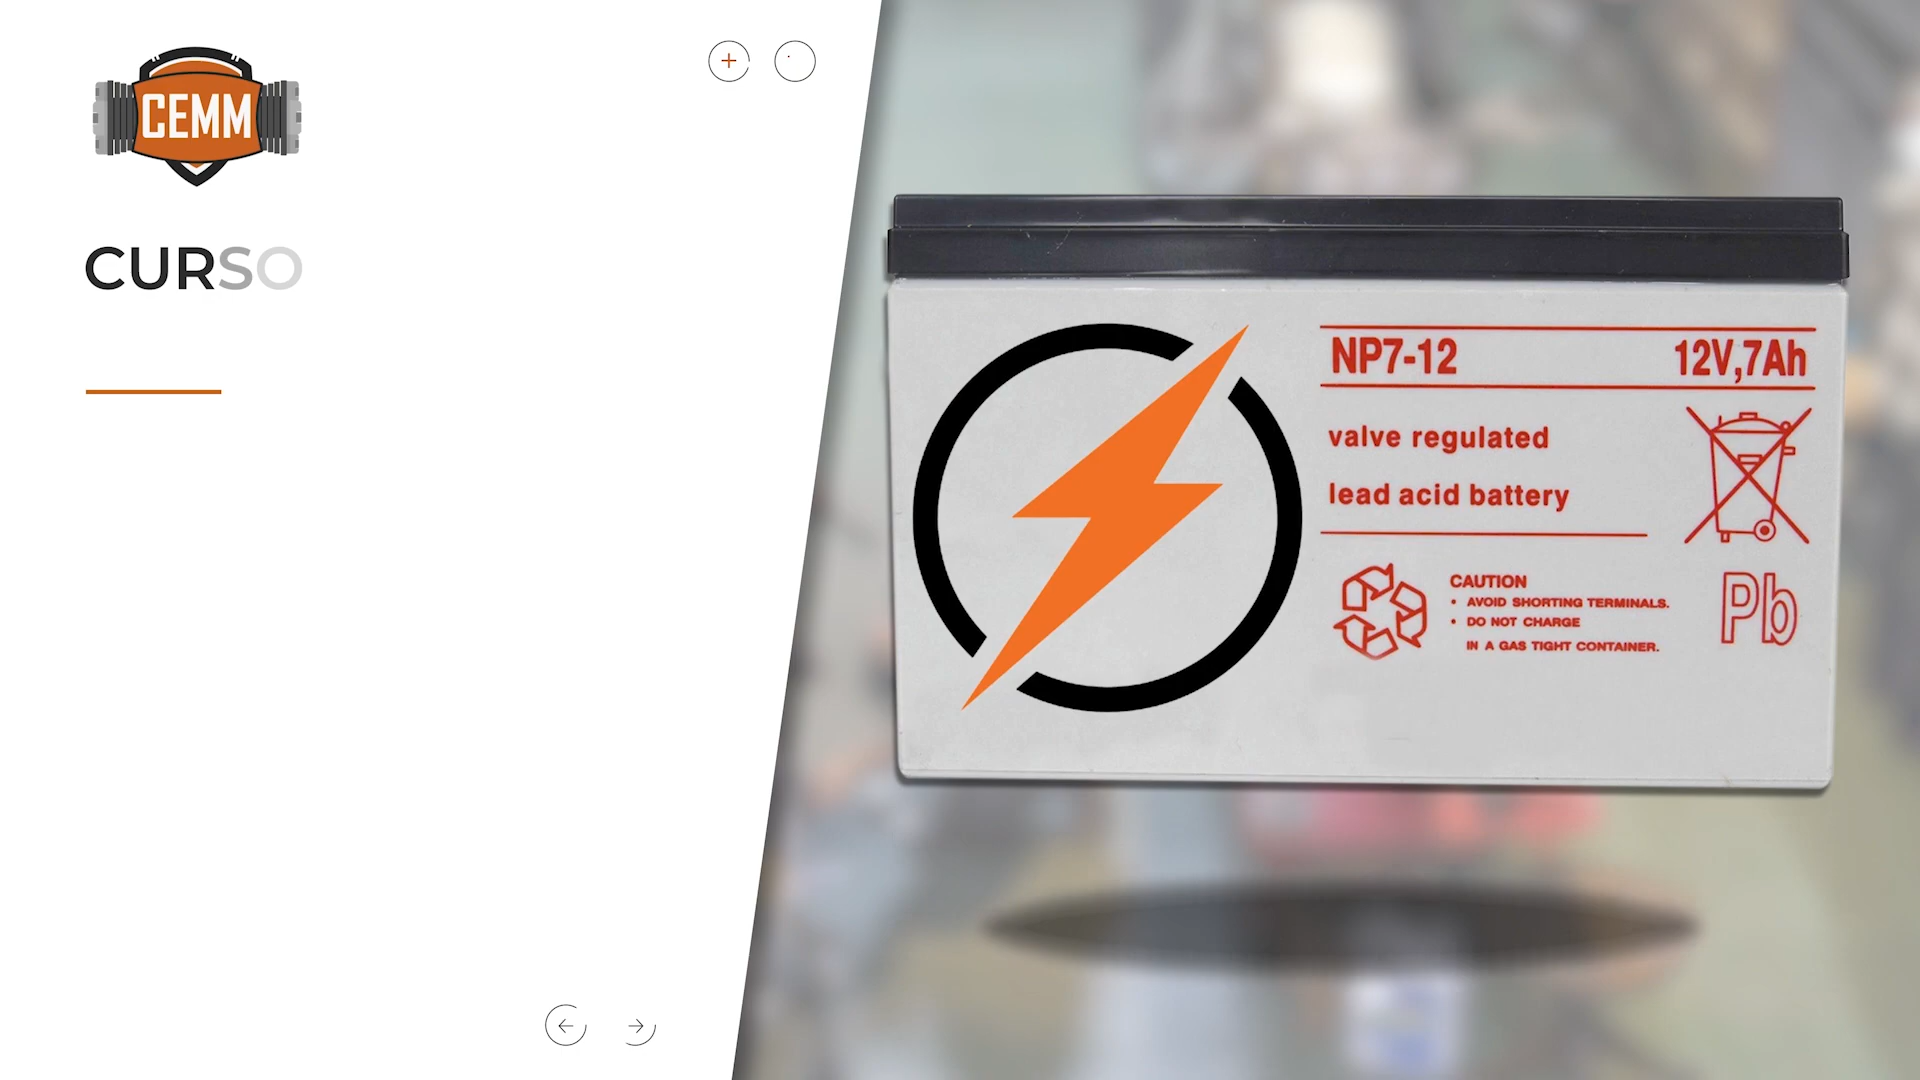 CEMM
CURSO
NP7-12 12V,7Ah
valve regulated
lead acid battery
CAUTION
• AVOID SHORTING TERMINALS.
• DO NOT CHARGE
IN A GAS TIGHT CONTAINER.
Pb